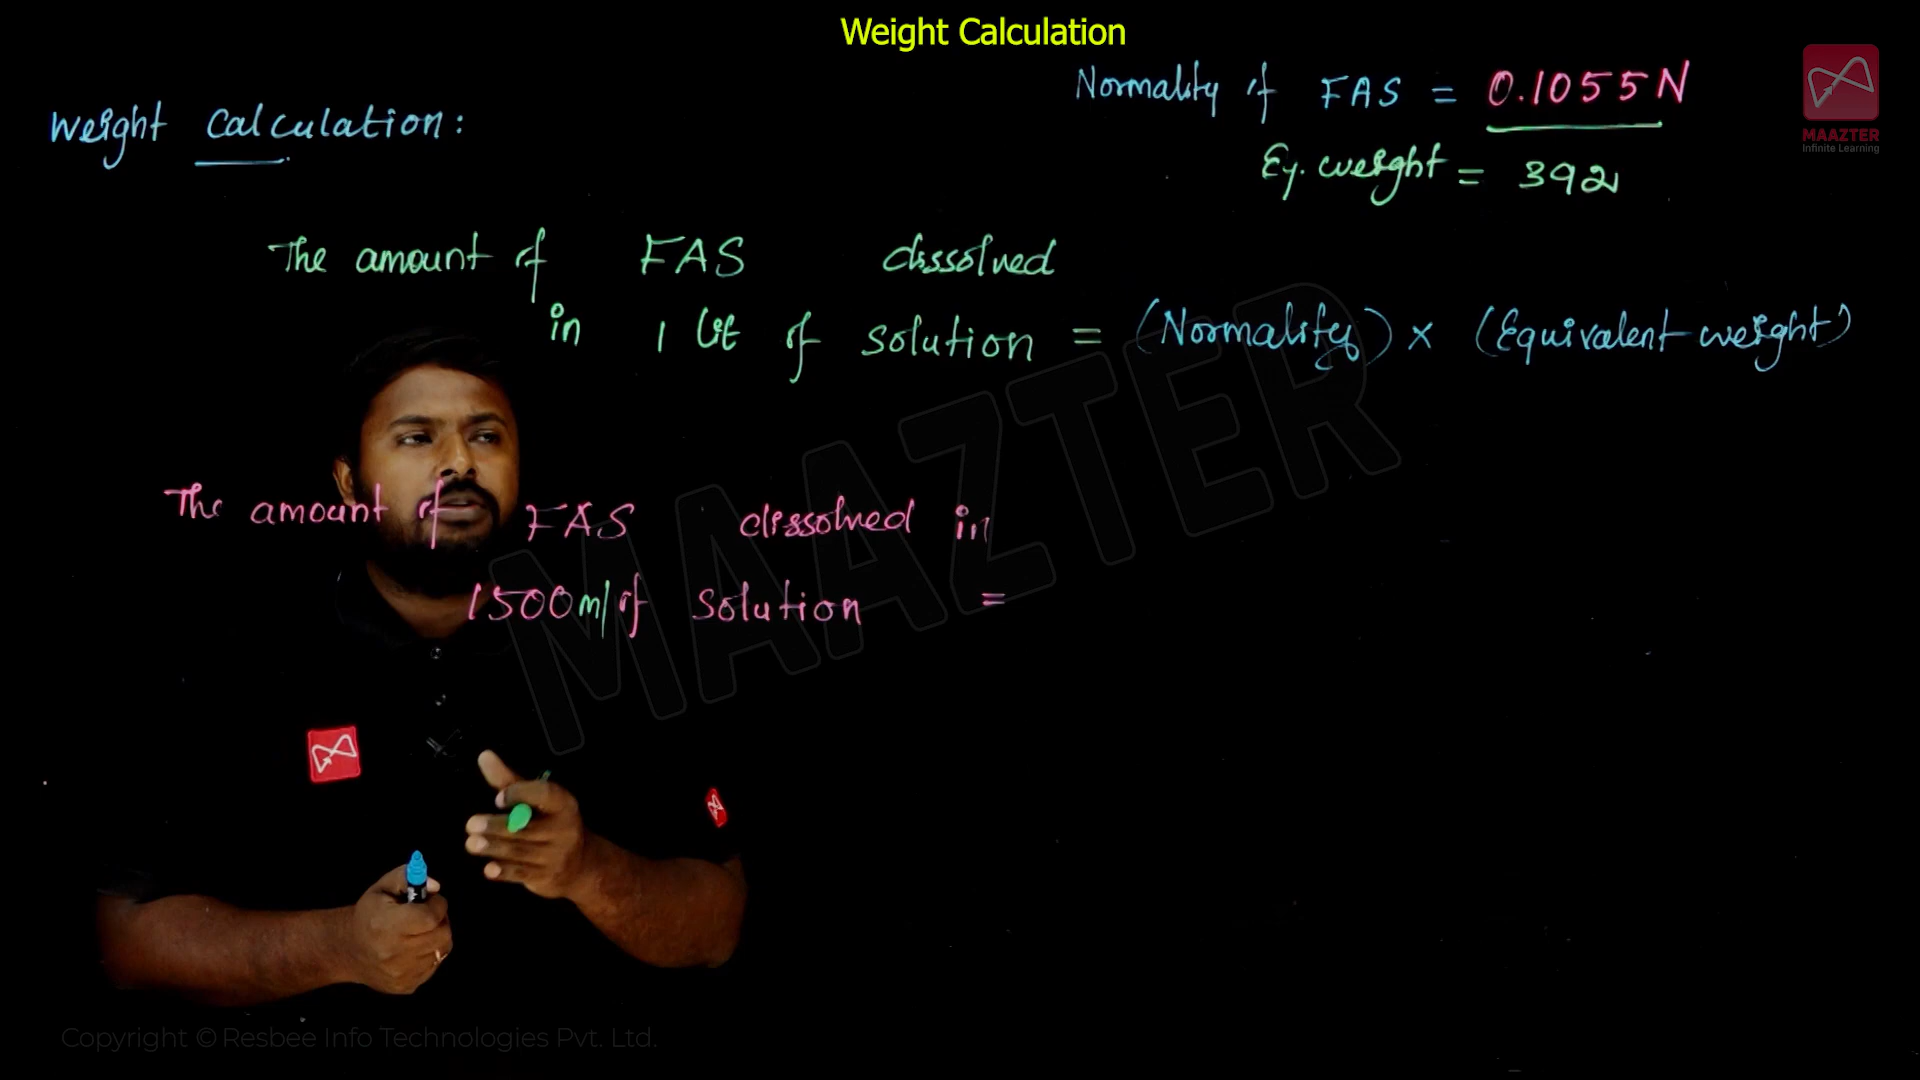 Weight Calculation
Normality of FAS = 0.1055N
MAAZTER
Infinite Learning
Weight Calculation:
Eq. weight = 392
The amount of FAS dissolved
in 1 lit of solution = (Normality) × (Equivalent weight)
MAAZTER
The amount of FAS dissolved in
1500ml of solution =
Copyright © Resbee Info Technologies Pvt. Ltd.